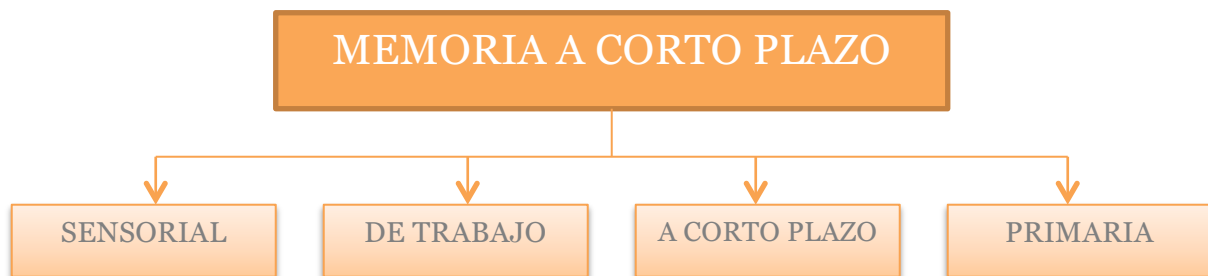 MEMORIA A CORTO PLAZO
SENSORIAL
DE TRABAJO
A CORTO PLAZO
PRIMARIA